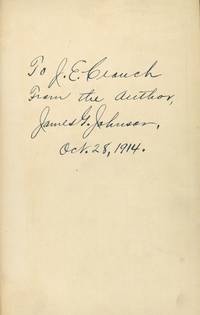 To J. E. Crouch
From the author,
James G. Johnson,
Oct. 28, 1914.